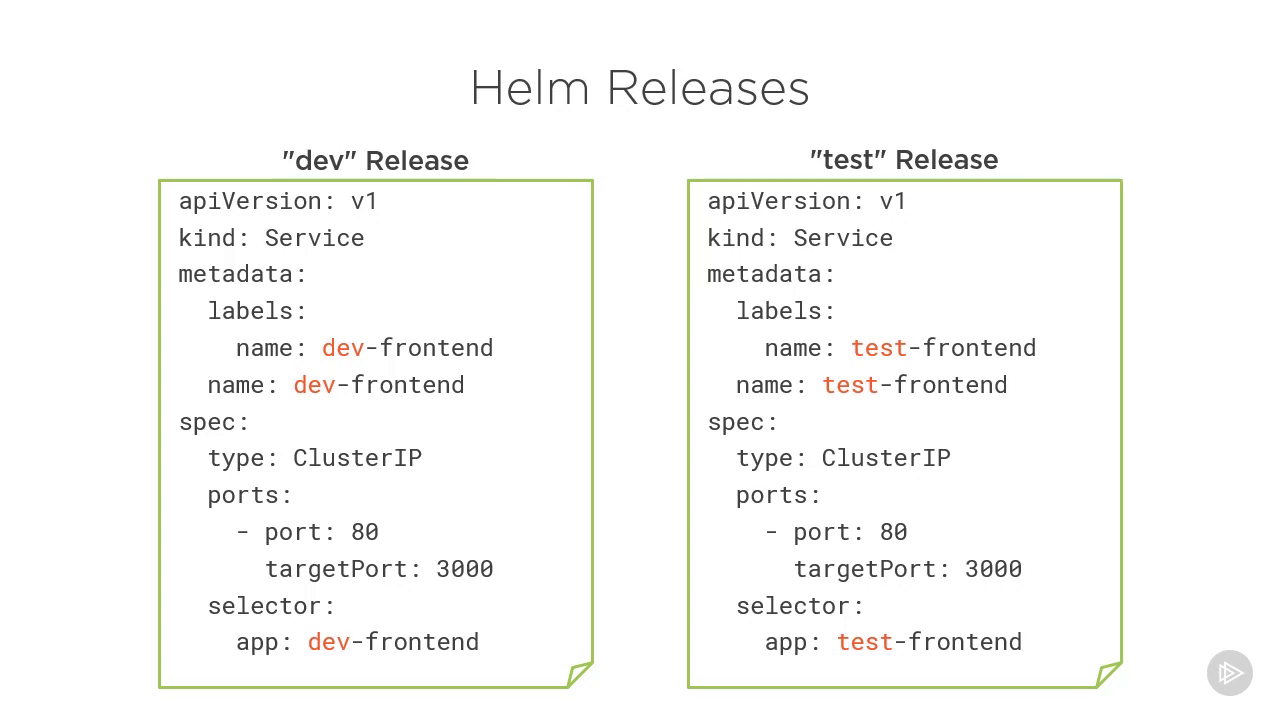 Helm Releases
"dev" Release
apiVersion: v1
kind: Service
metadata:
  labels:
    name: dev-frontend
  name: dev-frontend
spec:
  type: ClusterIP
  ports:
    - port: 80
      targetPort: 3000
  selector:
    app: dev-frontend
"test" Release
apiVersion: v1
kind: Service
metadata:
  labels:
    name: test-frontend
  name: test-frontend
spec:
  type: ClusterIP
  ports:
    - port: 80
      targetPort: 3000
  selector:
    app: test-frontend